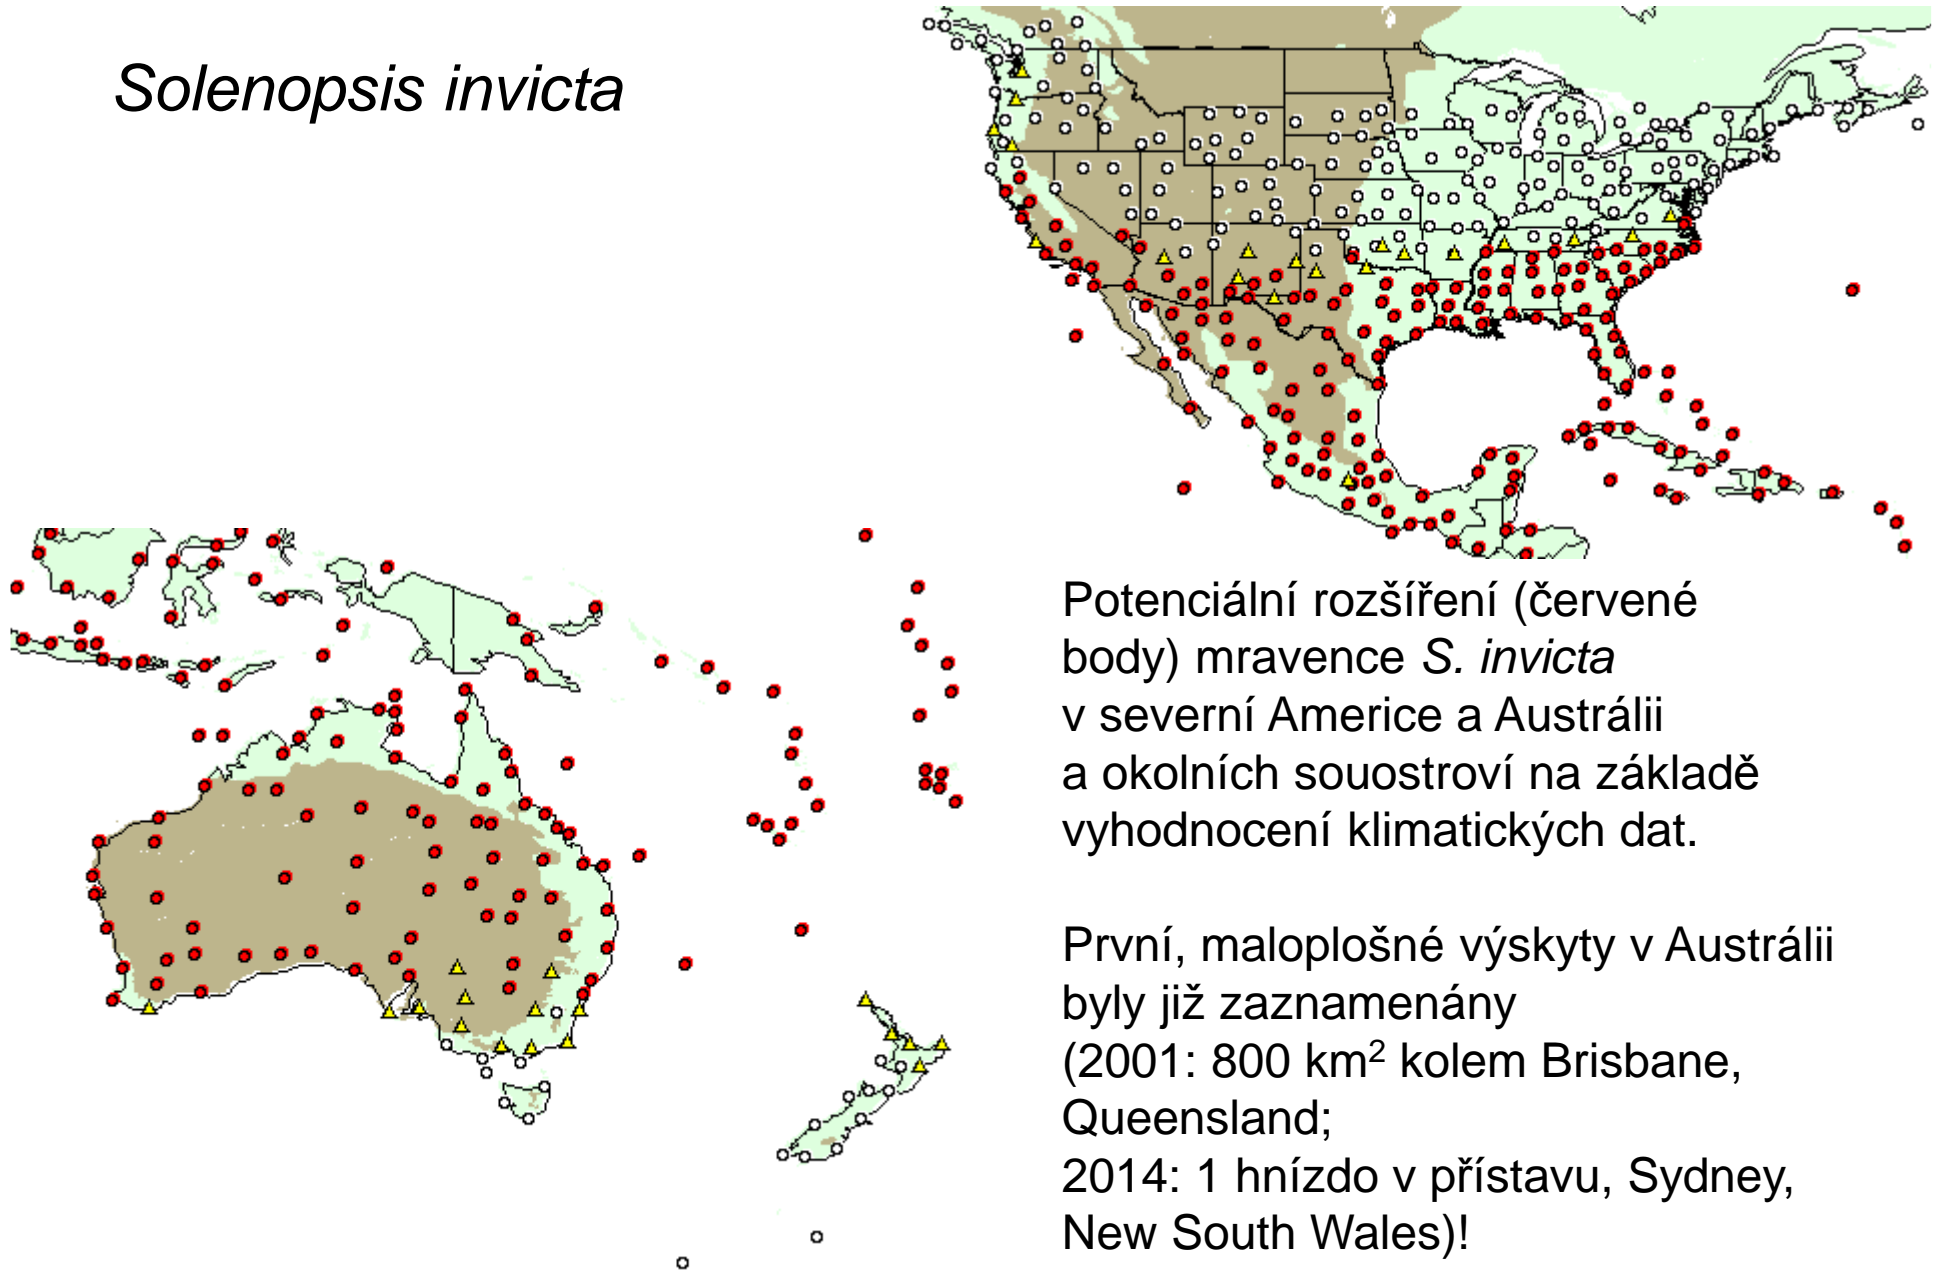 Solenopsis invicta
Potenciální rozšíření (červené
body) mravence S. invicta
v severní Americe a Austrálii
a okolních souostroví na základě
vyhodnocení klimatických dat.
První, maloplošné výskyty v Austrálii
byly již zaznamenány
(2001: 800 km² kolem Brisbane,
Queensland;
2014: 1 hnízdo v přístavu, Sydney,
New South Wales)!